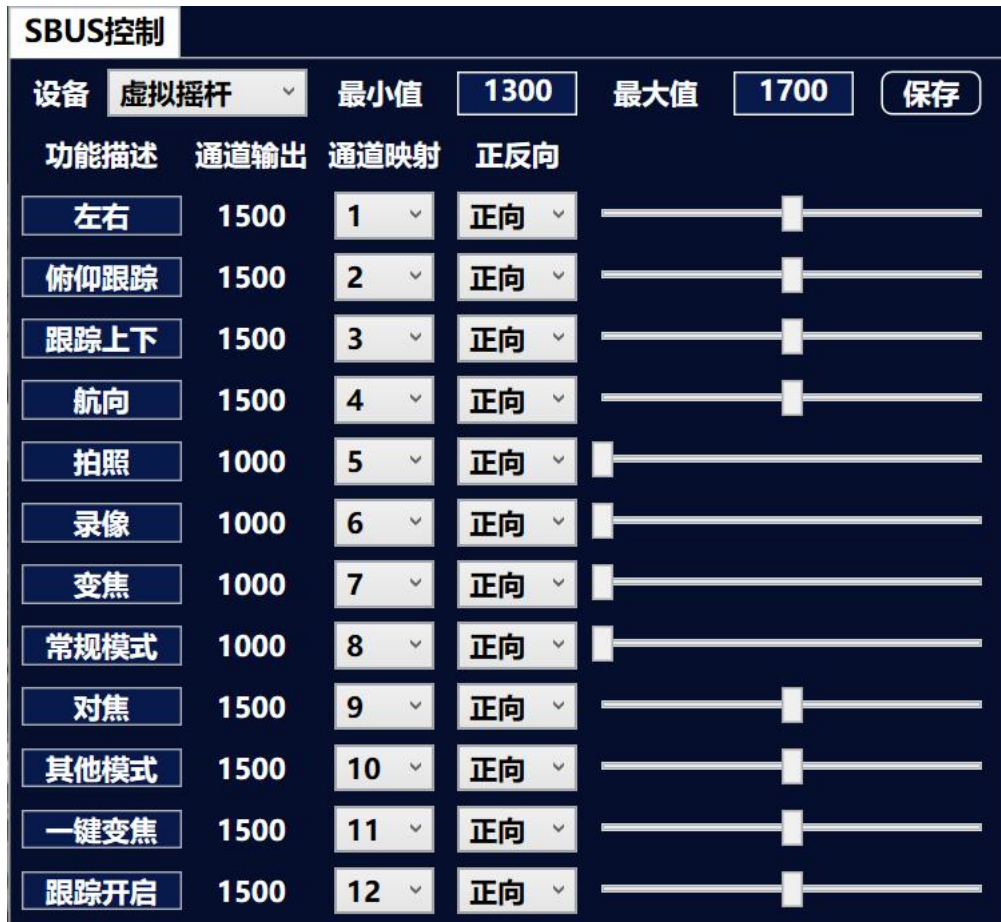 SBUS控制
设备 虚拟摇杆 最小值 1300 最大值 1700 保存
功能描述 通道输出 通道映射 正反向
左右 1500 1 正向
俯仰跟踪 1500 2 正向
跟踪上下 1500 3 正向
航向 1500 4 正向
拍照 1000 5 正向
录像 1000 6 正向
变焦 1000 7 正向
常规模式 1000 8 正向
对焦 1500 9 正向
其他模式 1500 10 正向
一键变焦 1500 11 正向
跟踪开启 1500 12 正向